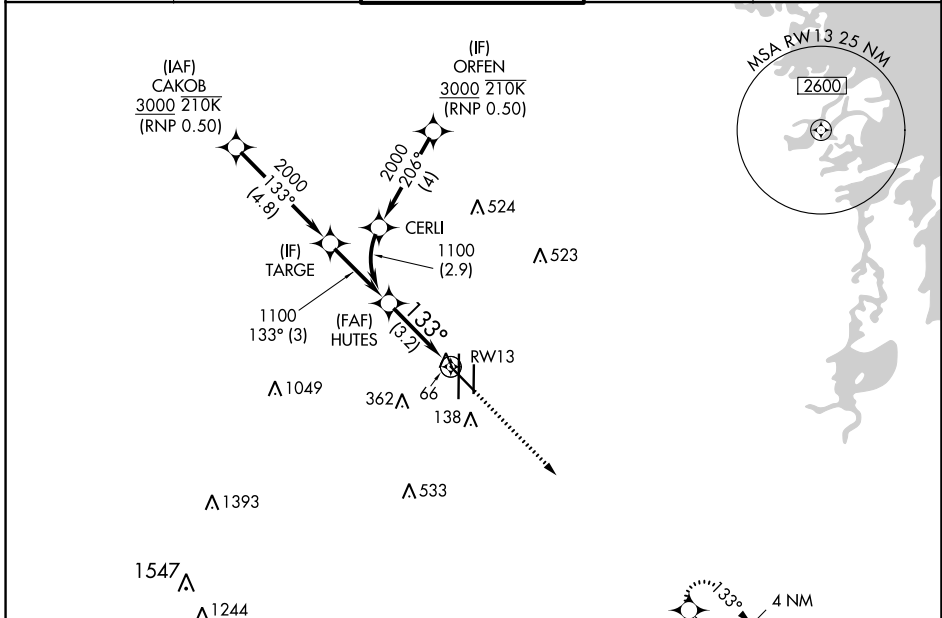 (IAF)
CAKOB
3000 210K
(RNP 0.50)
(IF)
ORFEN
3000 210K
(RNP 0.50)
MSA RW13 25 NM
2600
2000
133°
(4.8)
2000
206°
(4)
524
CERLI
(IF)
TARGE
1100
(2.9)
523
1100
133° (3)
(FAF)
HUTES
133°
(3.2)
RW13
1049
362
66
138
1393
533
1547
1244
133°
4 NM